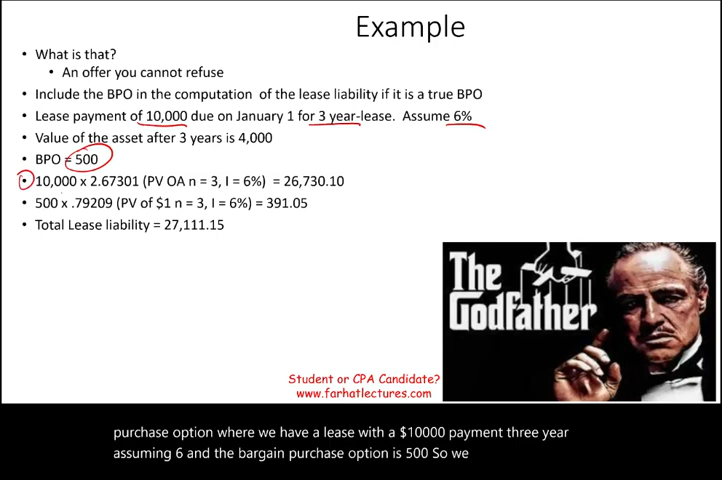 Example
• What is that?
• An offer you cannot refuse
• Include the BPO in the computation of the lease liability if it is a true BPO
• Lease payment of 10,000 due on January 1 for 3 year-lease. Assume 6%
• Value of the asset after 3 years is 4,000
• BPO = 500
• 10,000 x 2.67301 (PV OA n = 3, I = 6%) = 26,730.10
• 500 x .79209 (PV of $1 n = 3, I = 6%) = 391.05
• Total Lease liability = 27,111.15
The
Godfather
Student or CPA Candidate?
www.farhatlectures.com
purchase option where we have a lease with a $10000 payment three year
assuming 6 and the bargain purchase option is 500 So we